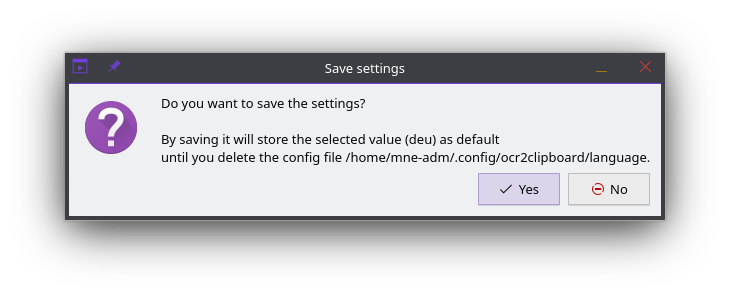 Save settings
Do you want to save the settings?
By saving it will store the selected value (deu) as default
until you delete the config file /home/mne-adm/.config/ocr2clipboard/language.
Yes
No